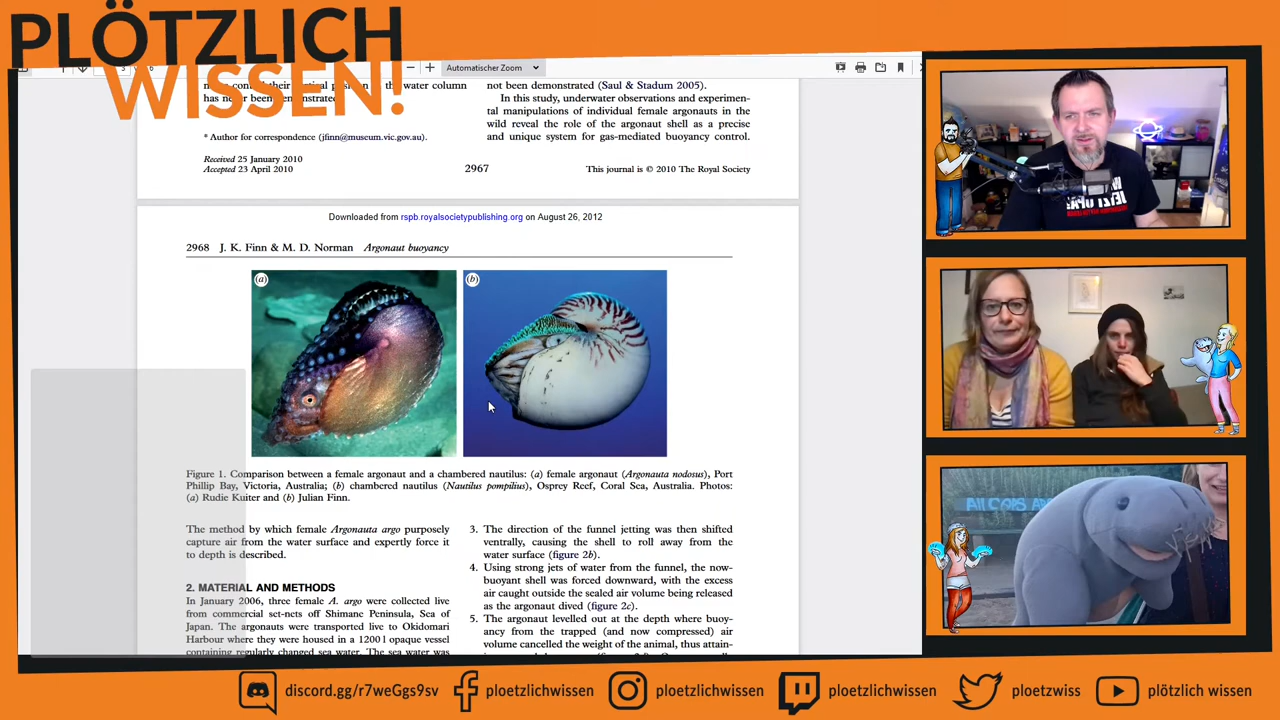 PLÖTZLICH
WISSEN!
Automatischer Zoom
the water column
has never been demonstrated
* Author for correspondence (jfinn@museum.vic.gov.au).
Received 25 January 2010
Accepted 23 April 2010
2967
not been demonstrated (Saul & Stadum 2005).
In this study, underwater observations and experimen-
tal manipulations of individual female argonauts in the
wild reveal the role of the argonaut shell as a precise
and unique system for gas-mediated buoyancy control.
This journal is © 2010 The Royal Society
Downloaded from rspb.royalsocietypublishing.org on August 26, 2012
2968 J. K. Finn & M. D. Norman Argonaut buoyancy
(a)
(b)
Figure 1. Comparison between a female argonaut and a chambered nautilus: (a) female argonaut (Argonauta nodosus), Port
Phillip Bay, Victoria, Australia; (b) chambered nautilus (Nautilus pompilius), Osprey Reef, Coral Sea, Australia. Photos:
(a) Rudie Kuiter and (b) Julian Finn.
The method by which female Argonauta argo purposely
capture air from the water surface and expertly force it
to depth is described.
2. MATERIAL AND METHODS
In January 2006, three female A. argo were collected live
from commercial set-nets off Shimane Peninsula, Sea of
Japan. The argonauts were transported live to Okidomari
Harbour where they were housed in a 1200 l opaque vessel
containing regularly changed sea water. The sea water was
3. The direction of the funnel jetting was then shifted
ventrally, causing the shell to roll away from the
water surface (figure 2b).
4. Using strong jets of water from the funnel, the now-
buoyant shell was forced downward, with the excess
air caught outside the sealed air volume being released
as the argonaut dived (figure 2c).
5. The argonaut levelled out at the depth where buoy-
ancy from the trapped (and now compressed) air
volume cancelled the weight of the animal, thus attain-
discord.gg/r7weGgs9sv
ploetzlichwissen
ploetzlichwissen
ploetzlichwissen
ploetzwiss
plötzlich wissen